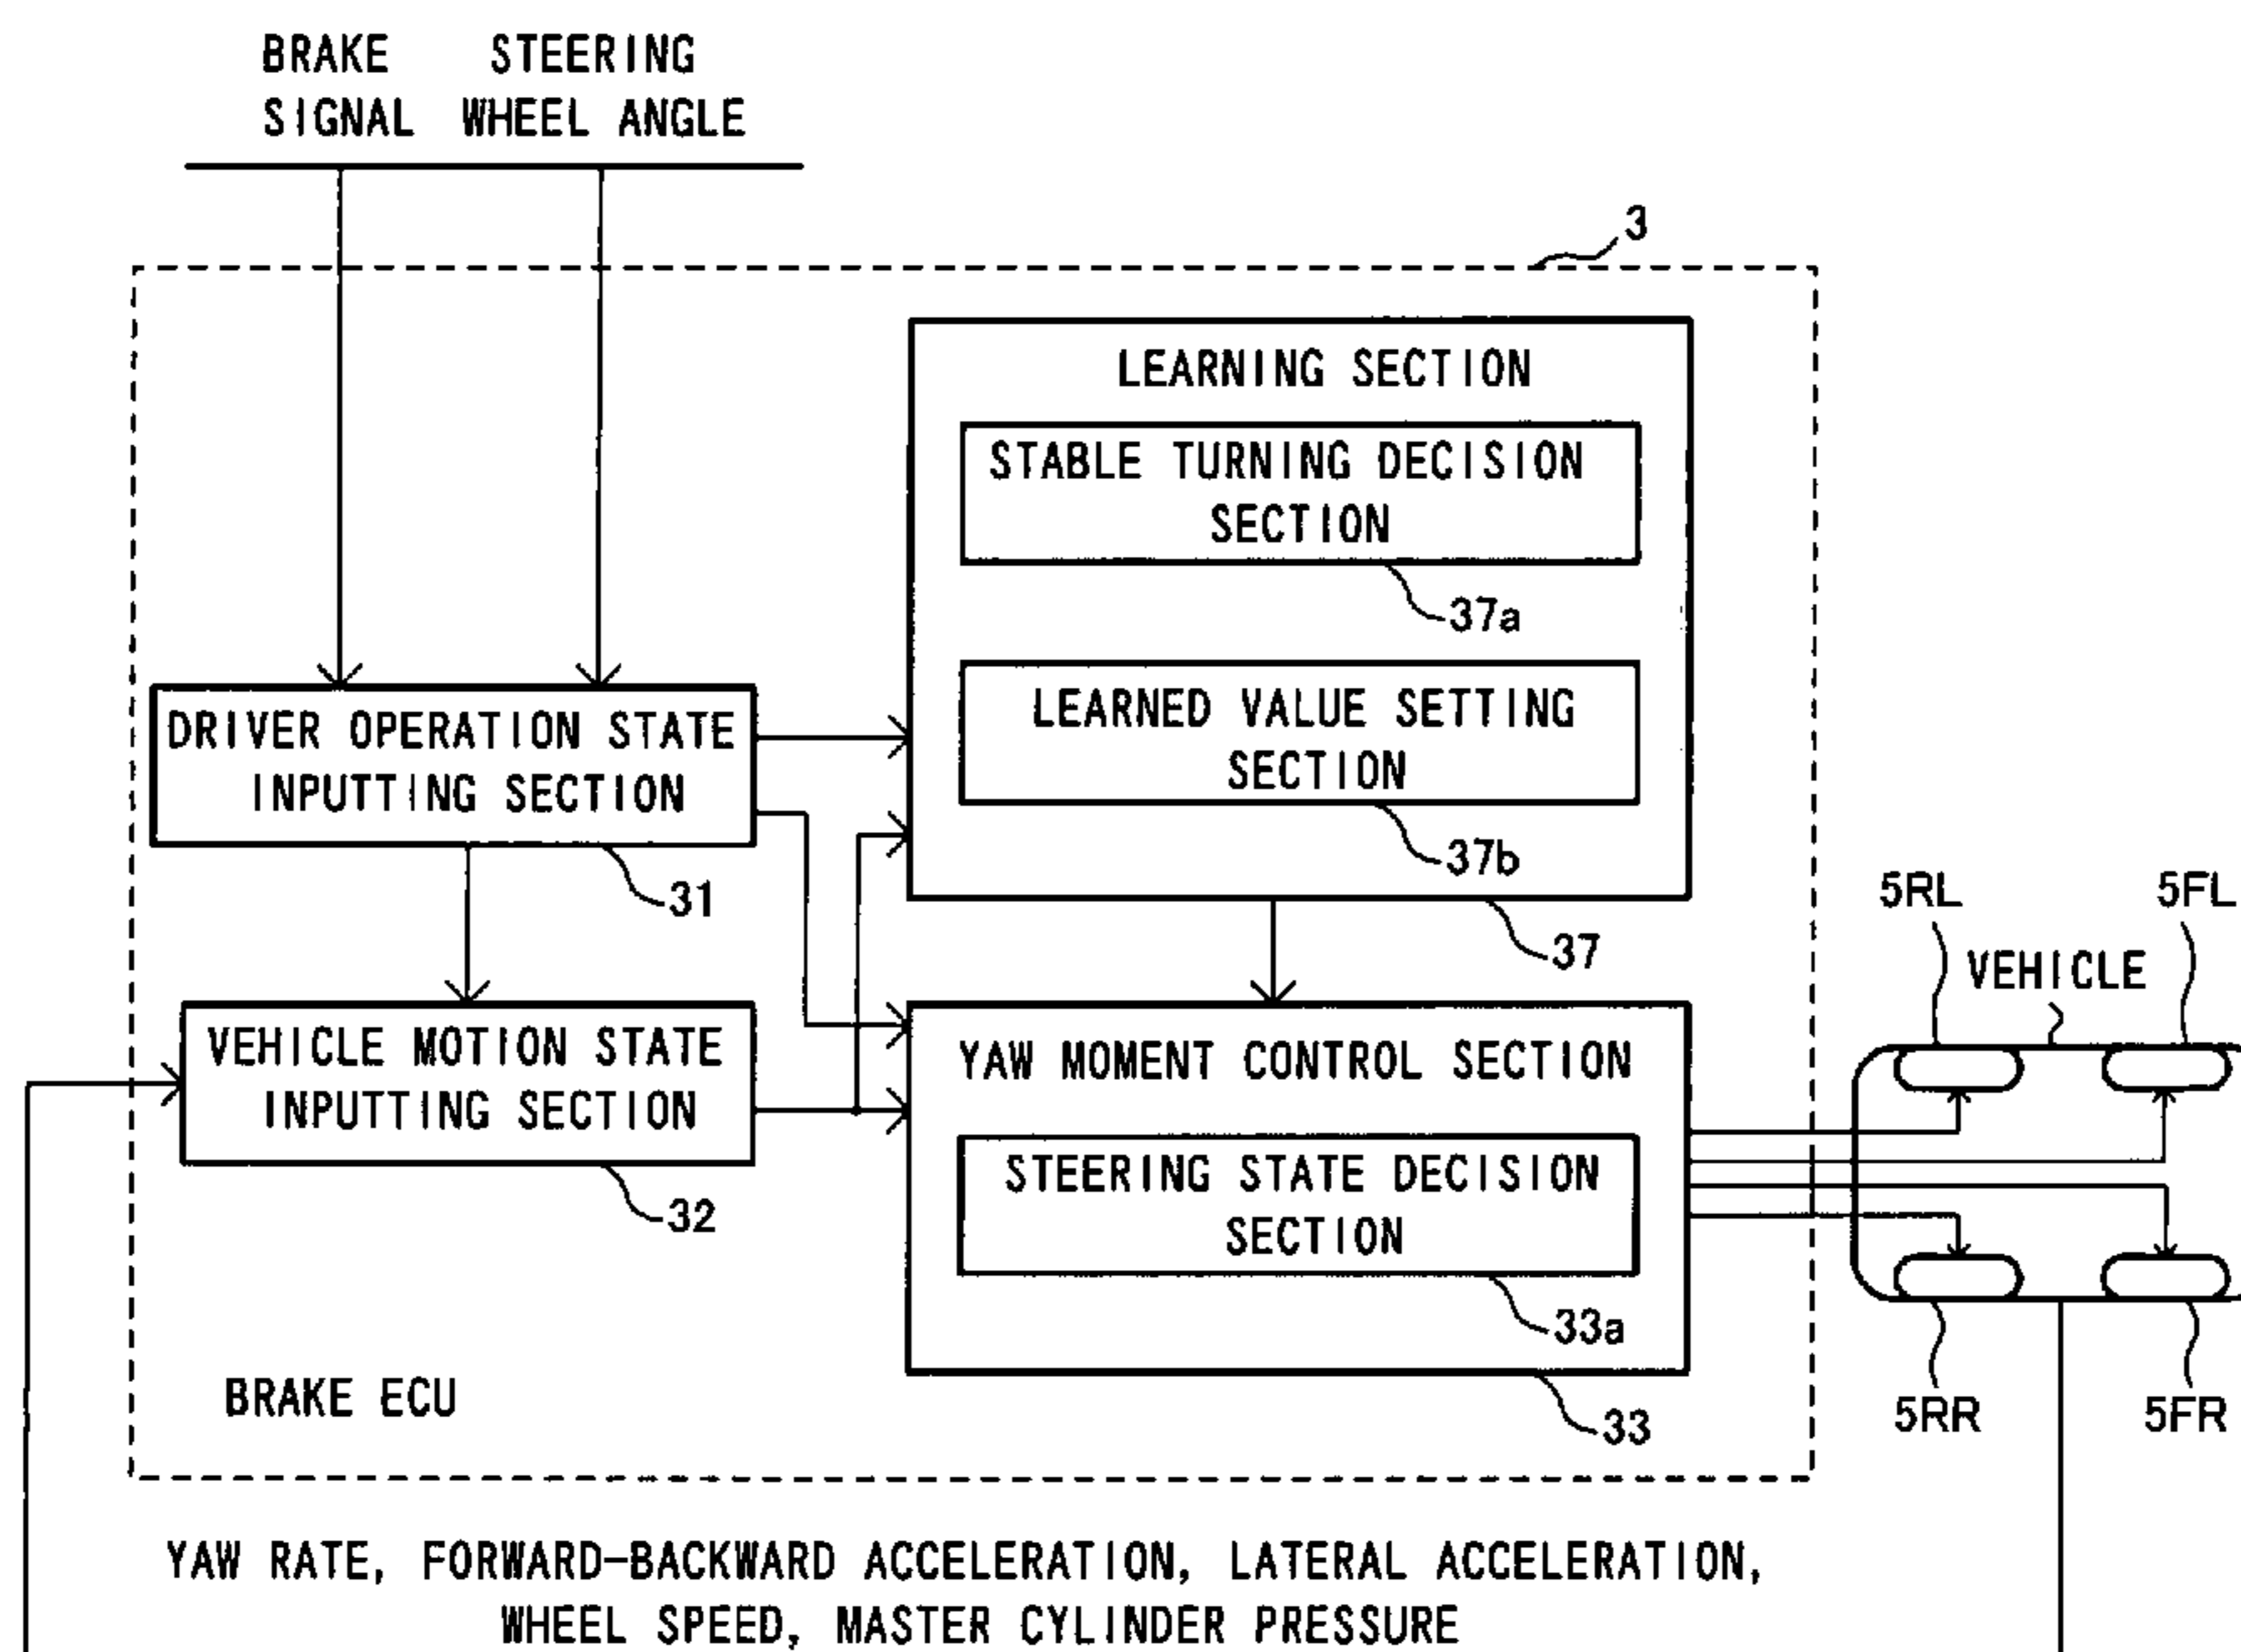 BRAKE STEERING
SIGNAL WHEEL ANGLE
3
LEARNING SECTION
STABLE TURNING DECISION
SECTION
37a
LEARNED VALUE SETTING
SECTION
37b
37
DRIVER OPERATION STATE
INPUTTING SECTION
31
VEHICLE MOTION STATE
INPUTTING SECTION
32
YAW MOMENT CONTROL SECTION
STEERING STATE DECISION
SECTION
33a
33
BRAKE ECU
5RL
5FL
VEHICLE
5RR
5FR
YAW RATE, FORWARD-BACKWARD ACCELERATION, LATERAL ACCELERATION,
WHEEL SPEED, MASTER CYLINDER PRESSURE